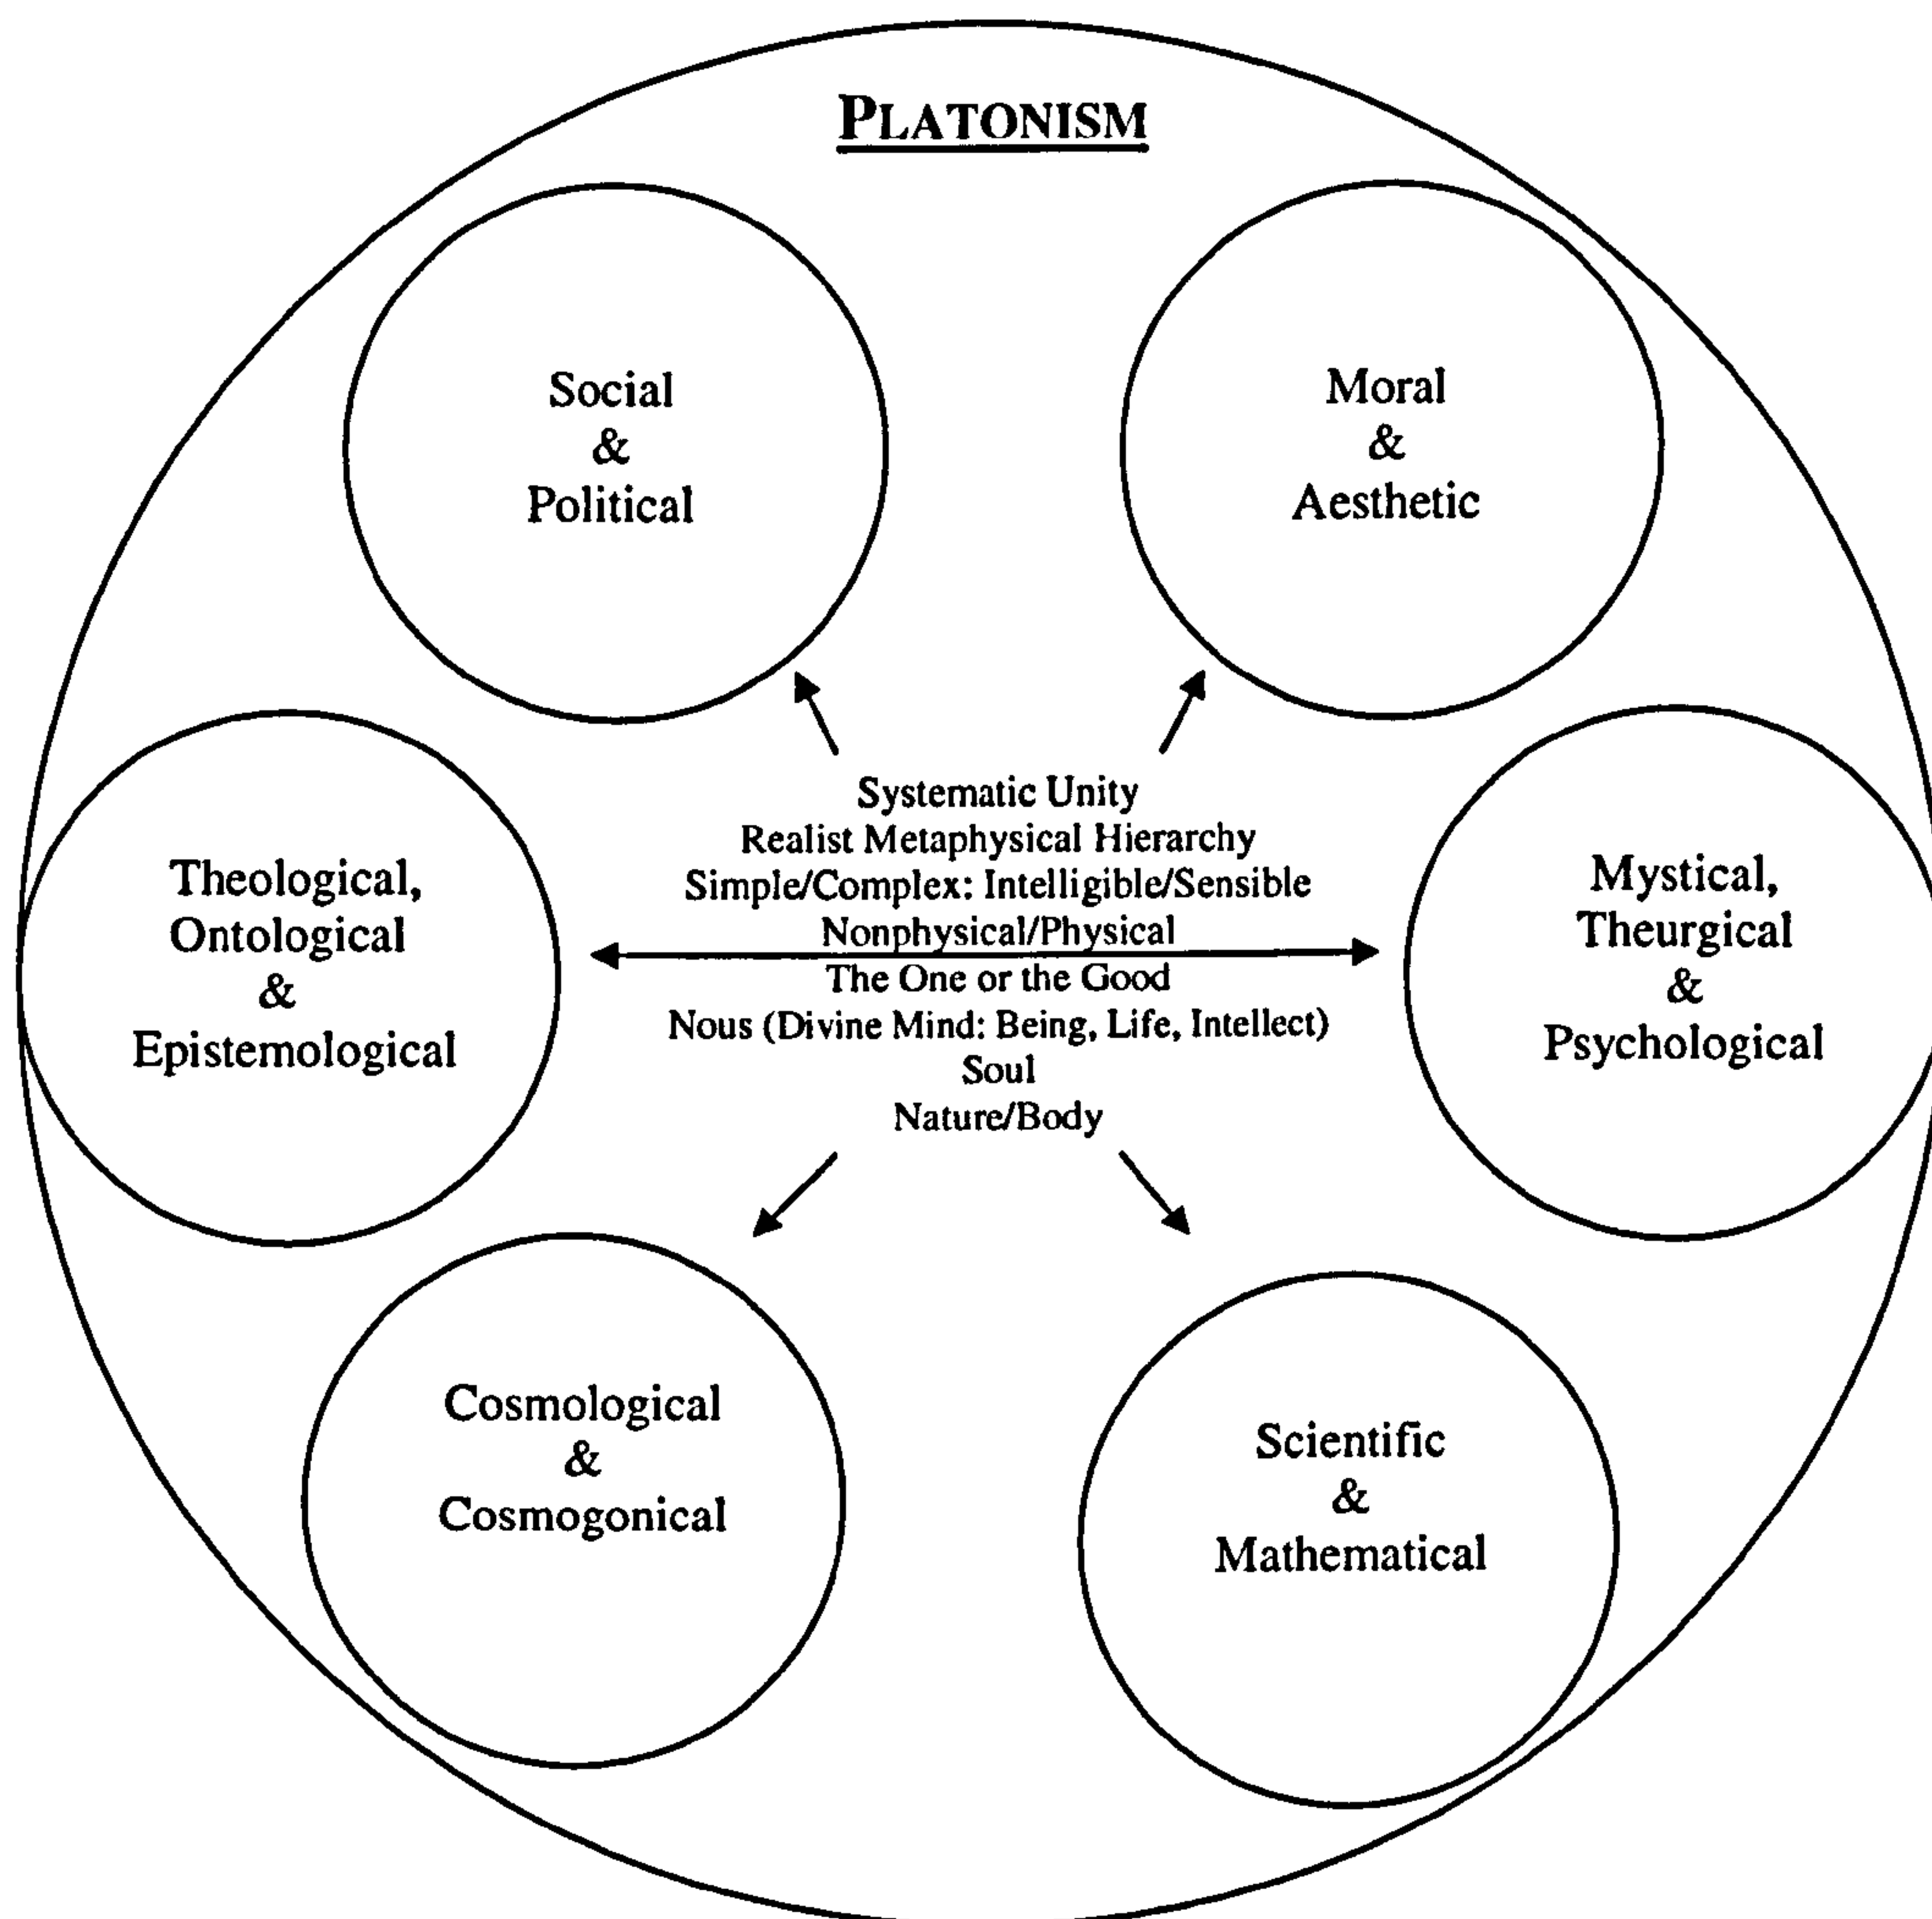 PLATONISM
Social
&
Political
Moral
&
Aesthetic
Systematic Unity
Realist Metaphysical Hierarchy
Simple/Complex: Intelligible/Sensible
Nonphysical/Physical
The One or the Good
Nous (Divine Mind: Being, Life, Intellect)
Soul
Nature/Body
Theological,
Ontological
&
Epistemological
Mystical,
Theurgical
&
Psychological
Cosmological
&
Cosmogonical
Scientific
&
Mathematical